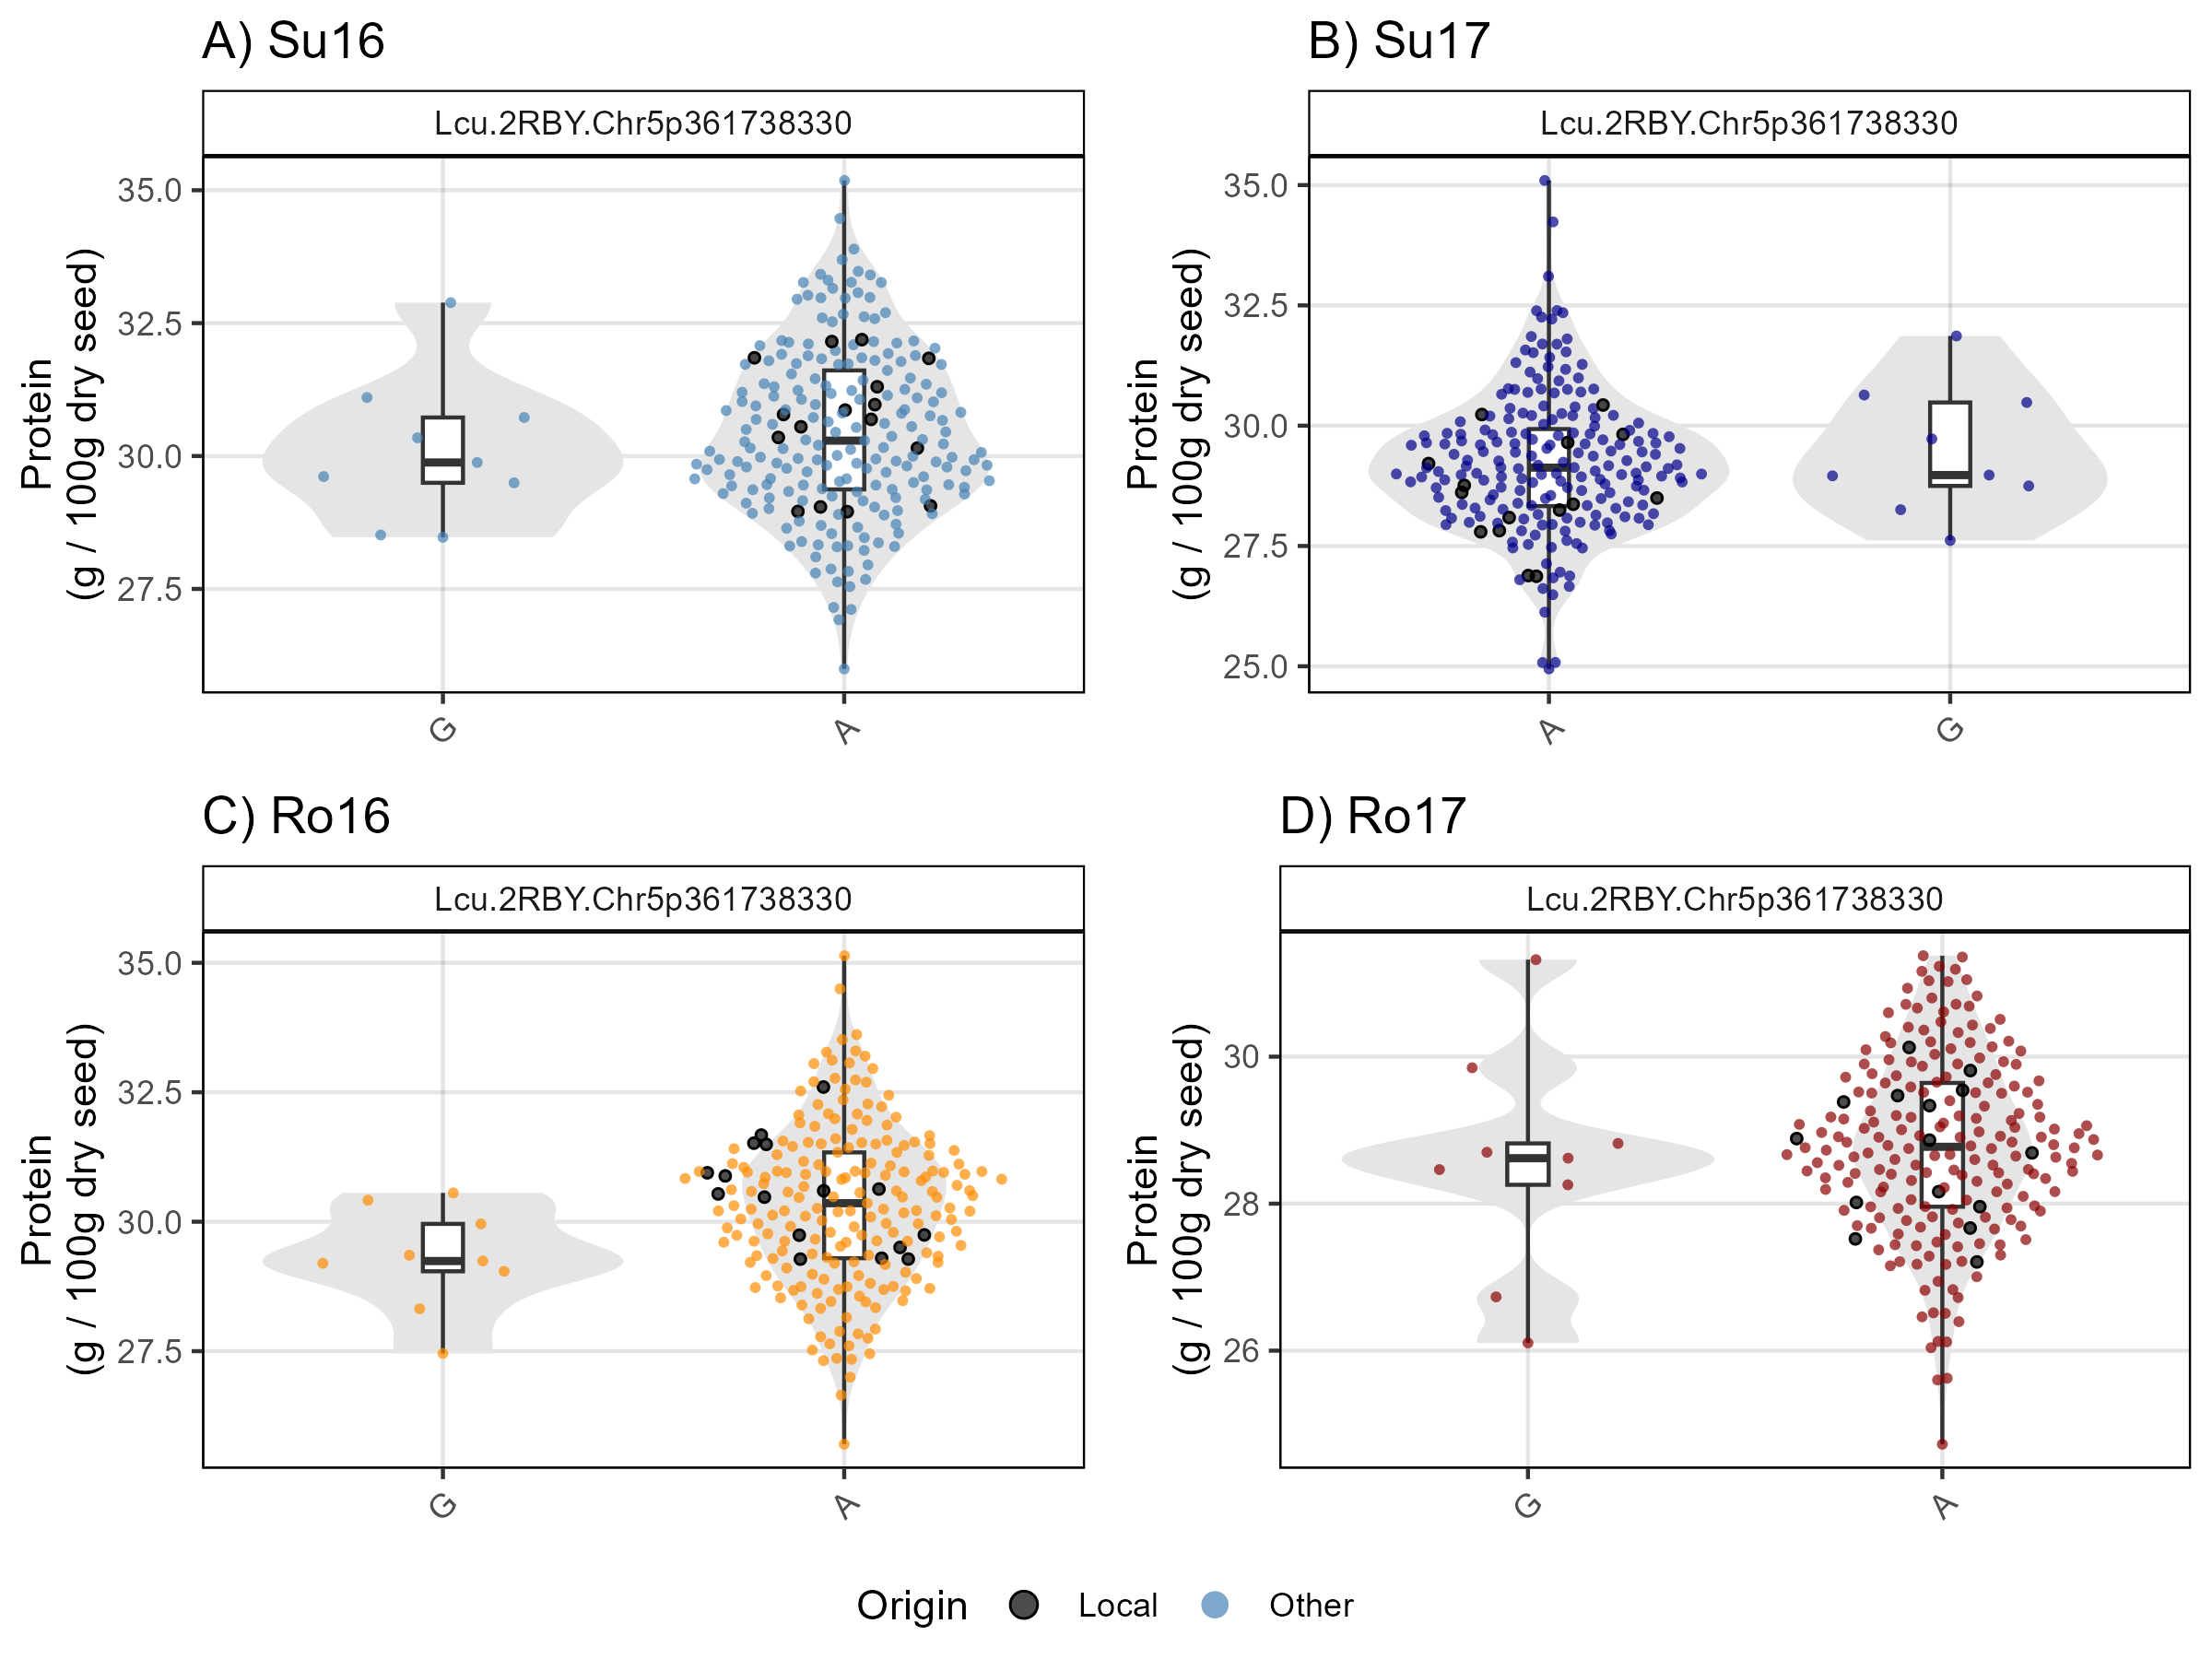 A) Su16
Lcu.2RBY.Chr5p361738330
Protein
(g / 100g dry seed)
35.0
32.5
30.0
27.5
G
A
B) Su17
Lcu.2RBY.Chr5p361738330
Protein
(g / 100g dry seed)
35.0
32.5
30.0
27.5
25.0
A
G
C) Ro16
Lcu.2RBY.Chr5p361738330
Protein
(g / 100g dry seed)
35.0
32.5
30.0
27.5
G
A
D) Ro17
Lcu.2RBY.Chr5p361738330
Protein
(g / 100g dry seed)
30
28
26
G
A
Origin Local Other